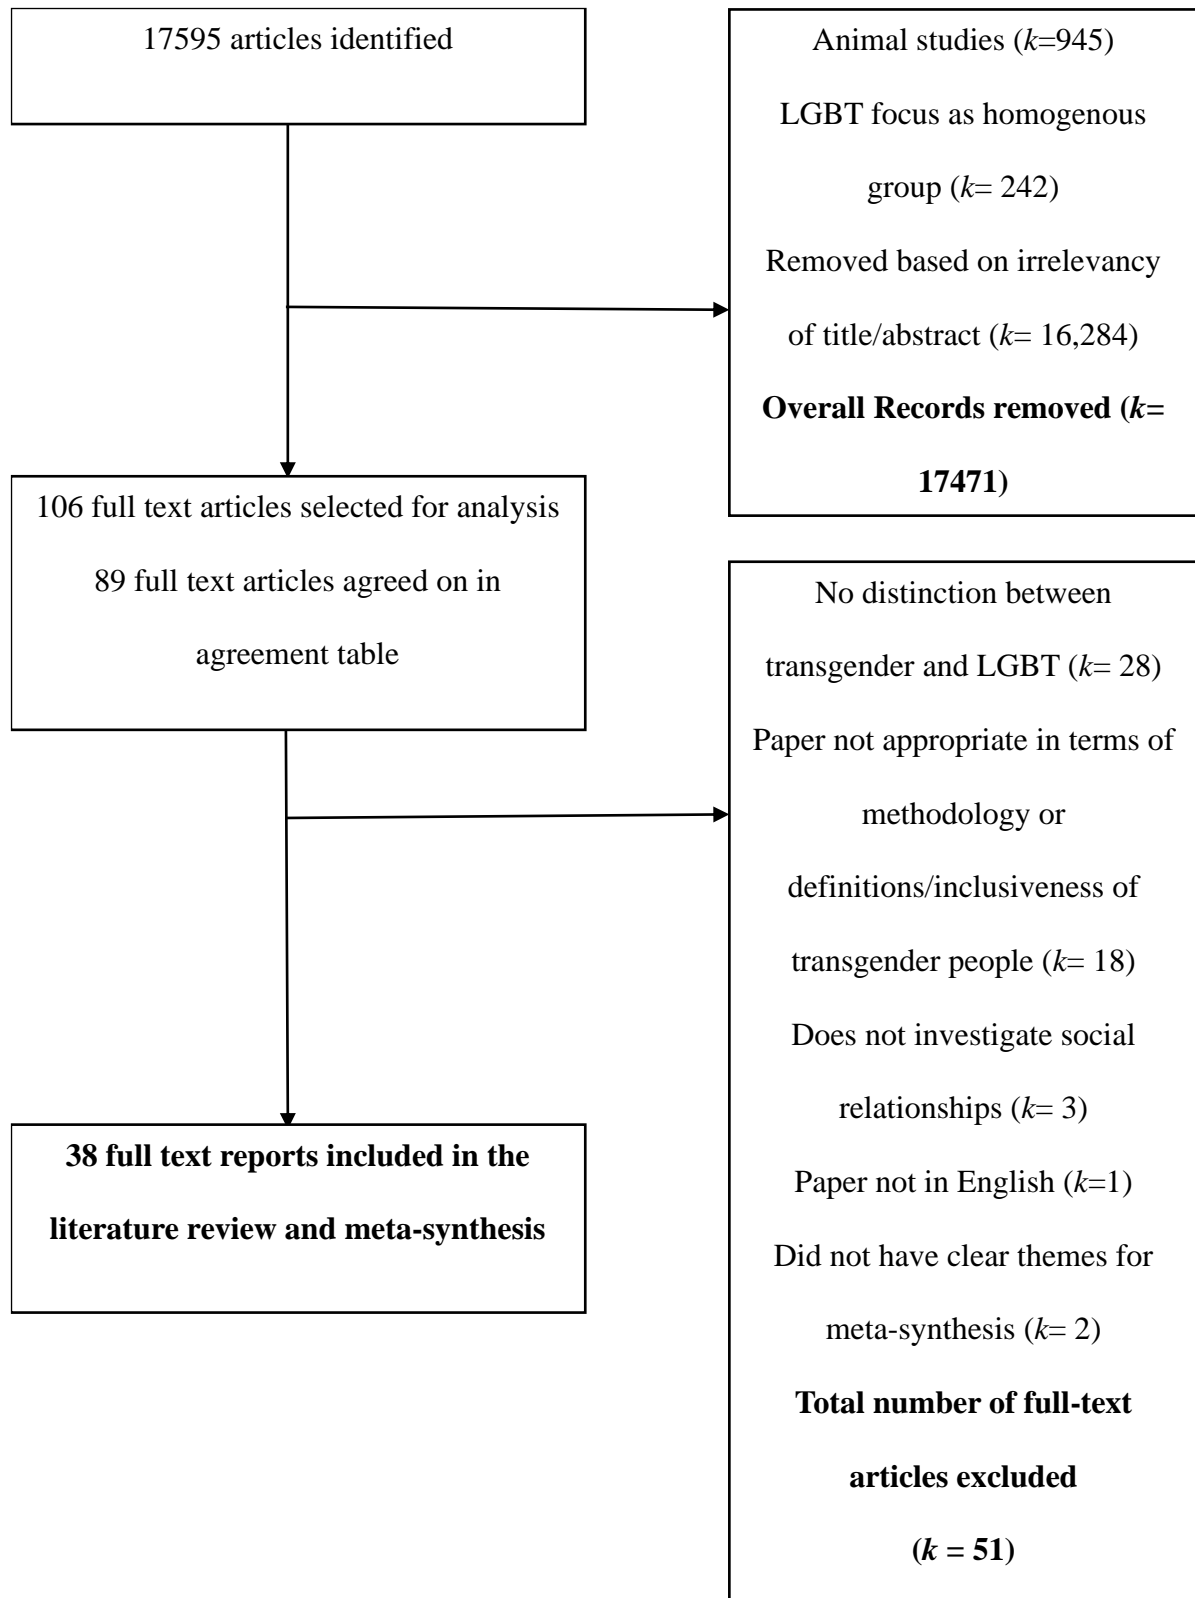 17595 articles identified
Animal studies (k=945)
LGBT focus as homogenous
group (k= 242)
Removed based on irrelevancy
of title/abstract (k= 16,284)
Overall Records removed (k=
17471)
106 full text articles selected for analysis
89 full text articles agreed on in
agreement table
No distinction between
transgender and LGBT (k= 28)
Paper not appropriate in terms of
methodology or
definitions/inclusiveness of
transgender people (k= 18)
Does not investigate social
relationships (k= 3)
Paper not in English (k=1)
Did not have clear themes for
meta-synthesis (k= 2)
Total number of full-text
articles excluded
(k = 51)
38 full text reports included in the
literature review and meta-synthesis